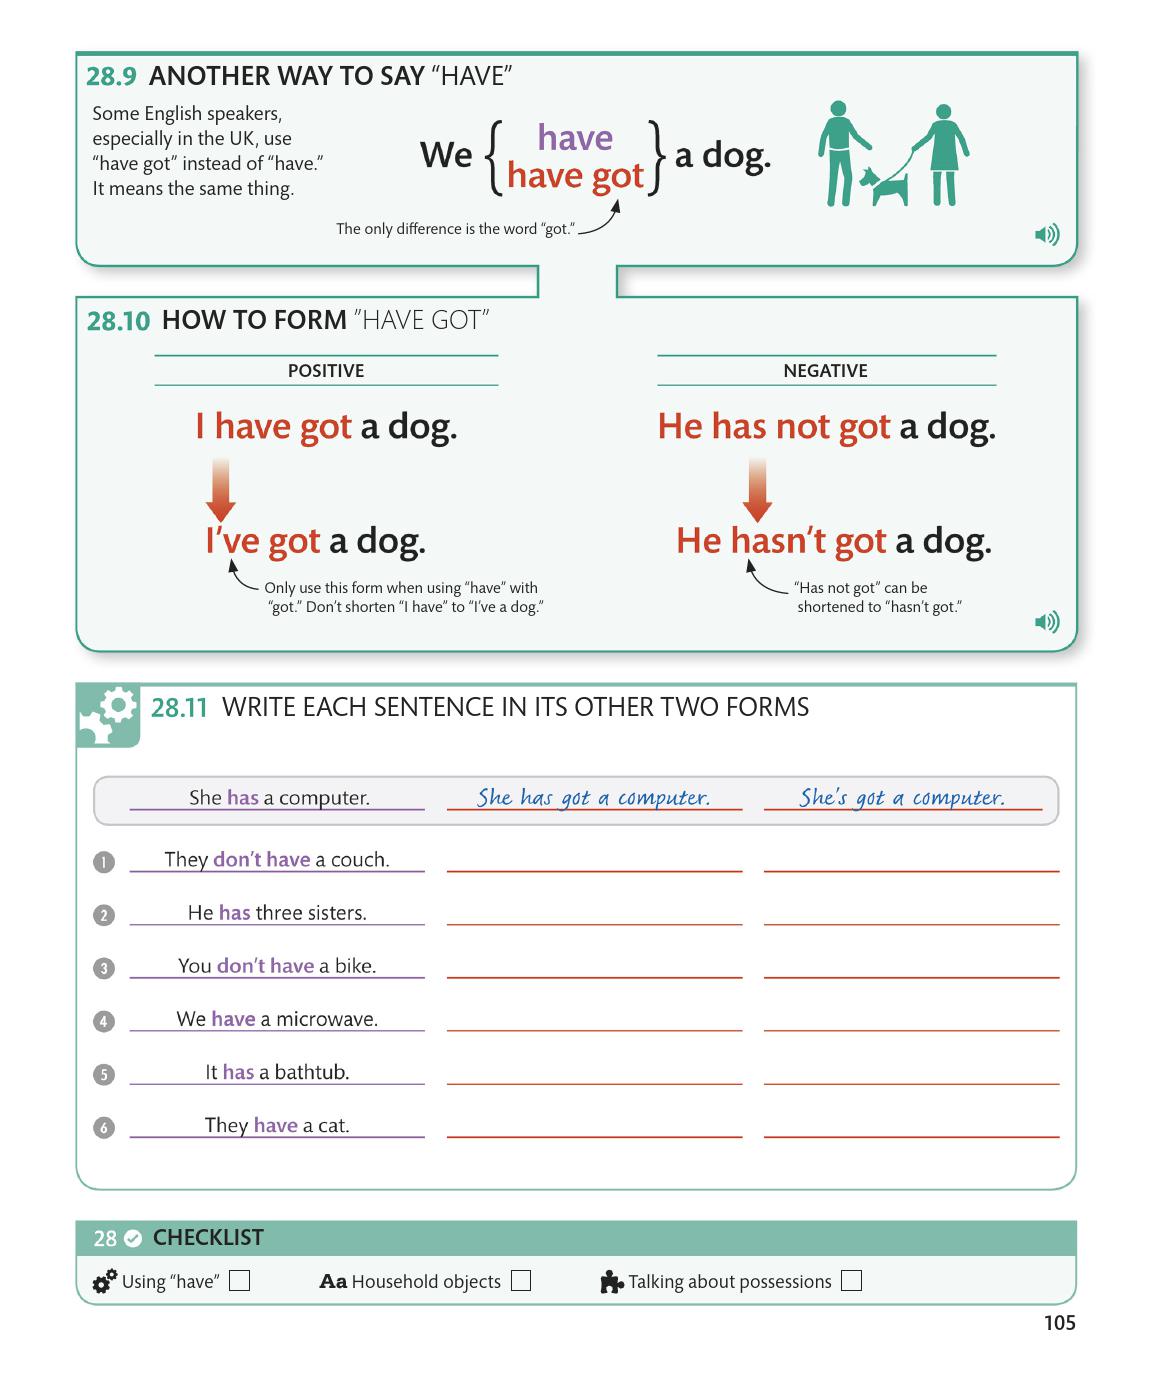 28.9 ANOTHER WAY TO SAY “HAVE”
Some English speakers,
especially in the UK, use
“have got” instead of “have.”
It means the same thing.
We { have / have got } a dog.
The only difference is the word “got.”
28.10 HOW TO FORM ”HAVE GOT”
POSITIVE
I have got a dog.
I’ve got a dog.
Only use this form when using “have” with
“got.” Don’t shorten “I have” to “I’ve a dog.”
NEGATIVE
He has not got a dog.
He hasn’t got a dog.
“Has not got” can be
shortened to “hasn’t got.”
28.11 WRITE EACH SENTENCE IN ITS OTHER TWO FORMS
She has a computer. She has got a computer. She’s got a computer.
1 They don’t have a couch.
2 He has three sisters.
3 You don’t have a bike.
4 We have a microwave.
5 It has a bathtub.
6 They have a cat.
28 CHECKLIST
Using “have” Aa Household objects Talking about possessions
105